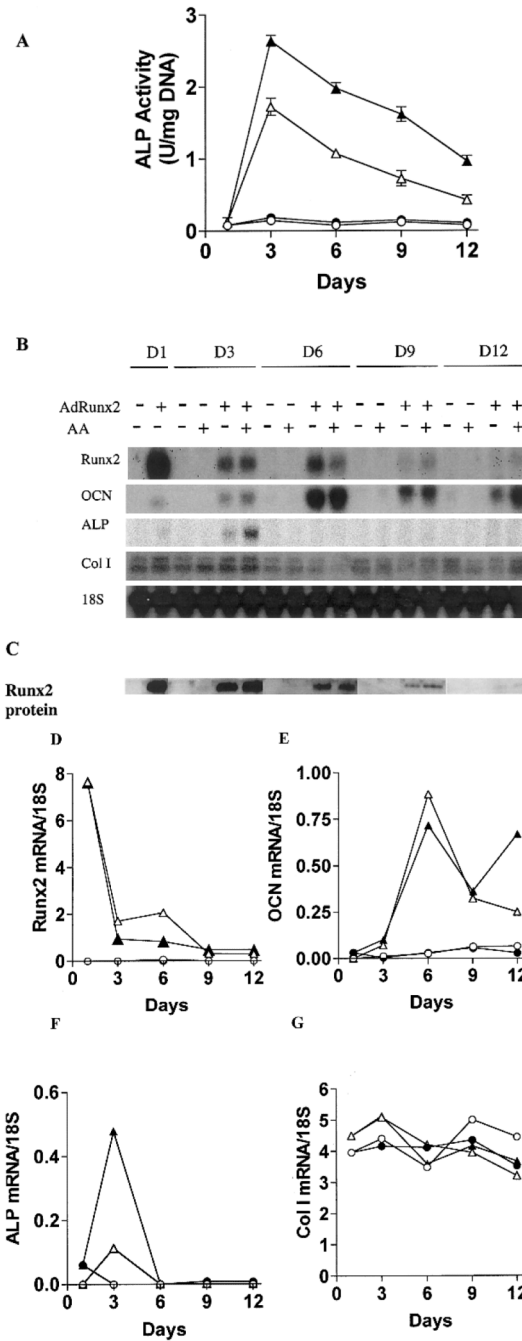 A
ALP Activity
(U/mg DNA)
3
2
1
0
0 3 6 9 12
Days
B
D1 D3 D6 D9 D12
AdRunx2 - + - - + + - - + + - - + + - - + +
AA - + - + - + - + - + - + - + - +
Runx2
OCN
ALP
Col I
18S
C
Runx2
protein
D
Runx2 mRNA/18S
8
6
4
2
0
0 3 6 9 12
Days
E
OCN mRNA/18S
1.00
0.75
0.50
0.25
0.00
0 3 6 9 12
Days
F
ALP mRNA/18S
0.6
0.4
0.2
0.0
0 3 6 9 12
Days
G
Col I mRNA/18S
6
5
4
3
2
1
0
0 3 6 9 12
Days